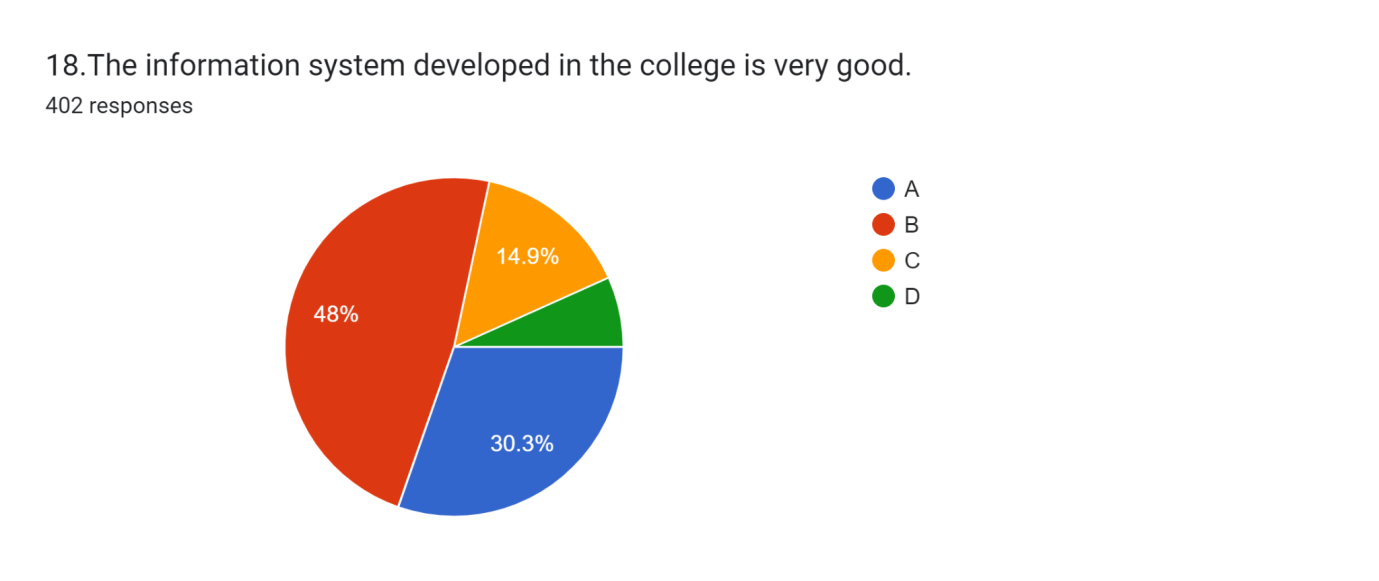 18.The information system developed in the college is very good.
402 responses
A
B
C
D
14.9%
48%
30.3%